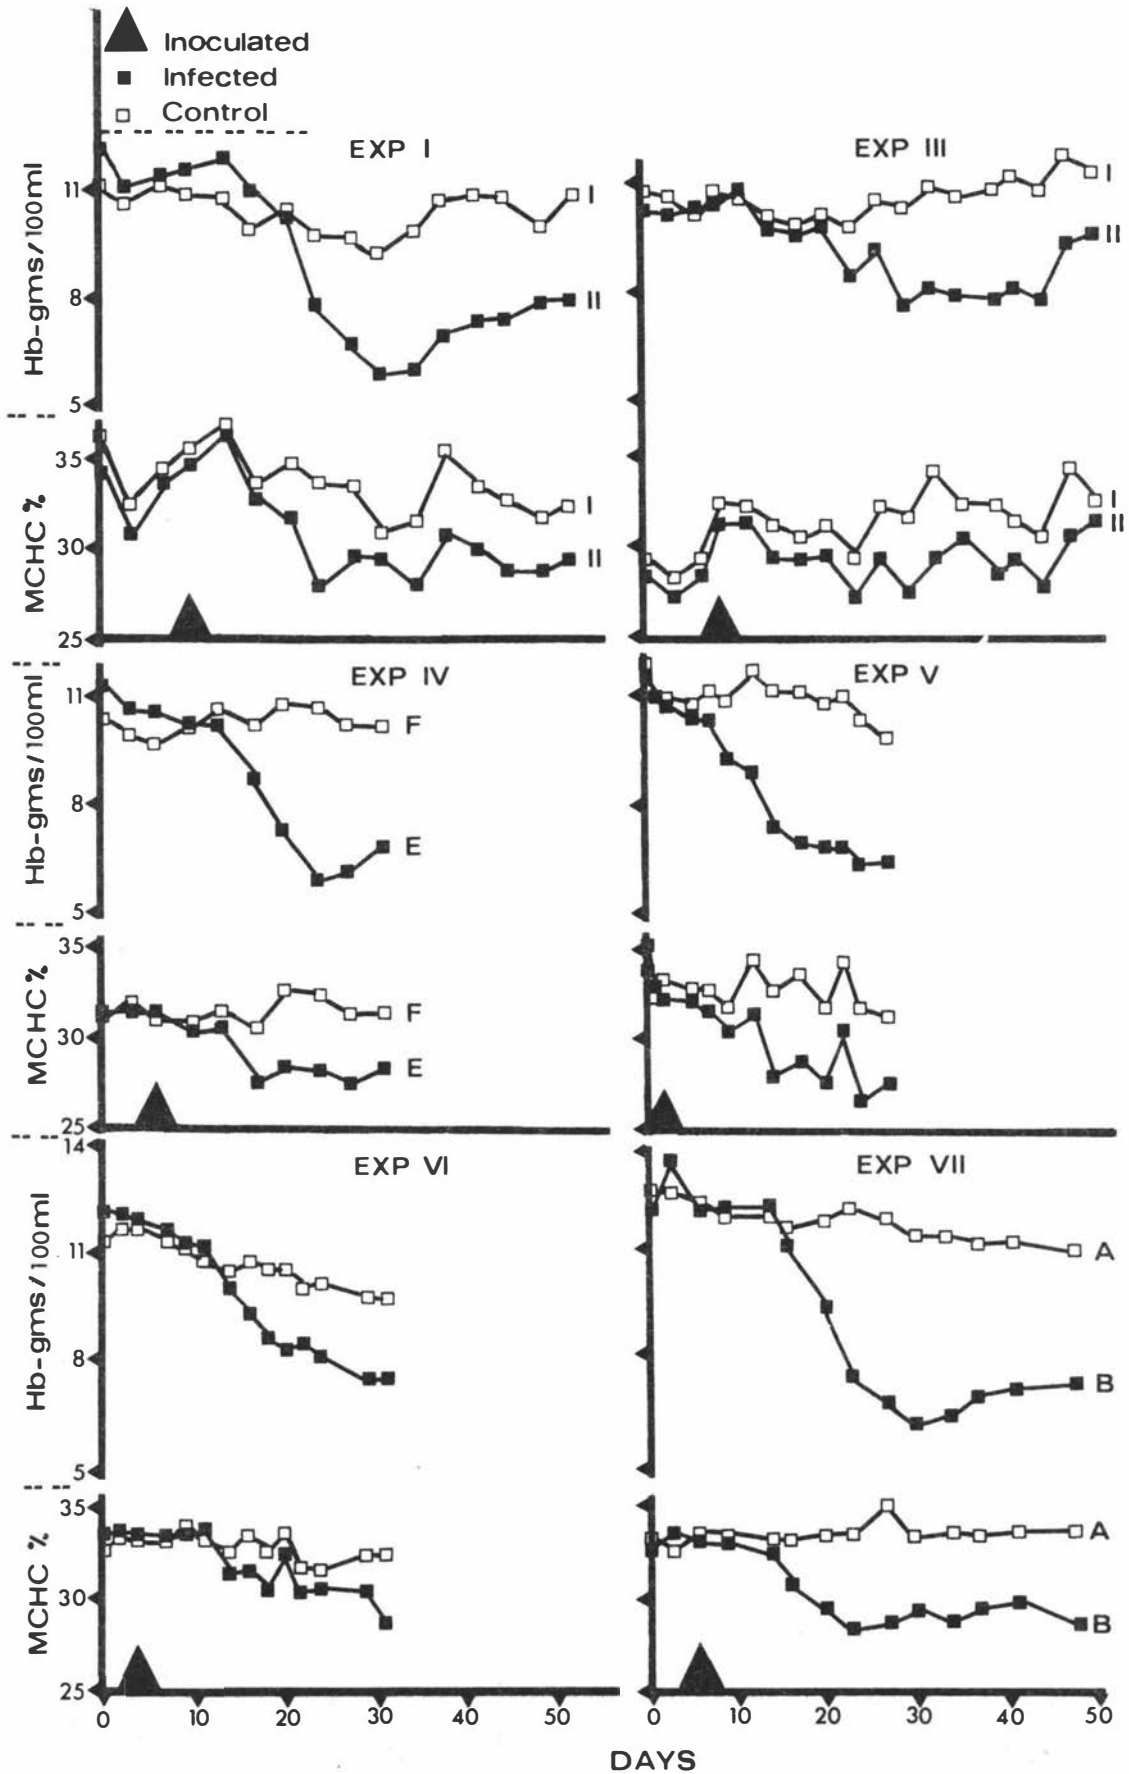 Inoculated
Infected
Control
EXP I
EXP III
Hb-gms/100ml
11
8
5
I
II
I
II
MCHC %
35
30
25
I
II
I
II
EXP IV
EXP V
Hb-gms/100ml
11
8
5
F
E
MCHC %
35
30
25
F
E
EXP VI
EXP VII
Hb-gms/100ml
14
11
8
5
A
B
MCHC %
35
30
25
A
B
0 10 20 30 40 50 0 10 20 30 40 50
DAYS